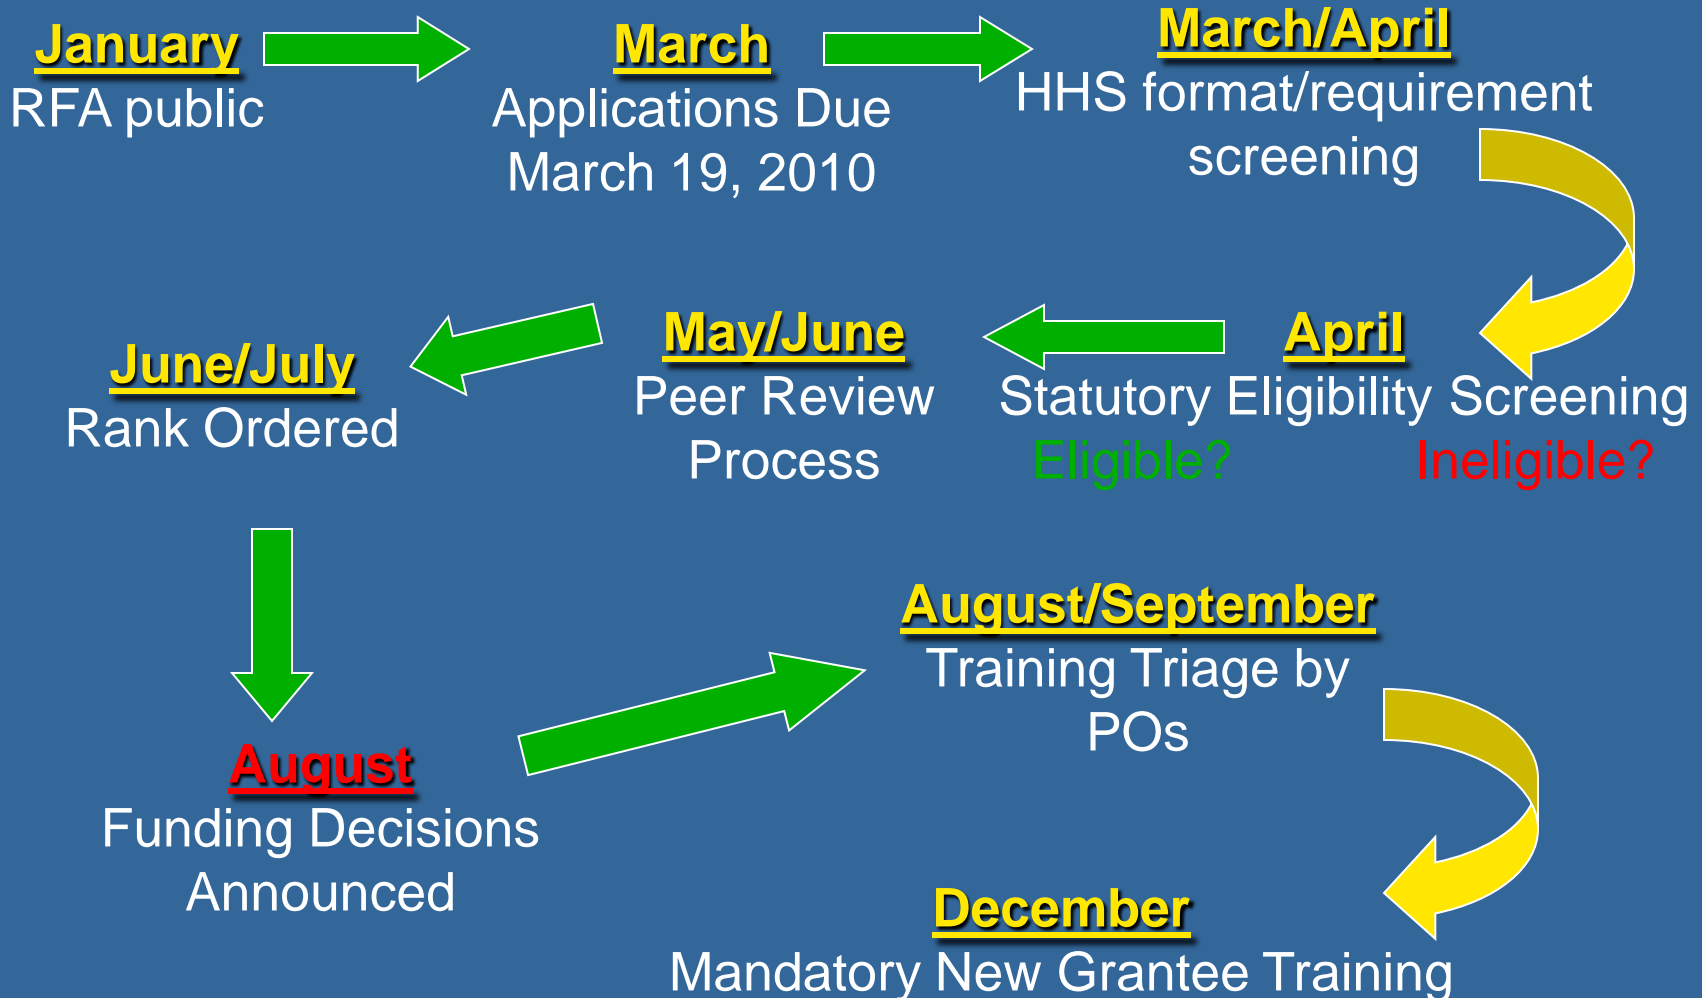 January
RFA public
March
Applications Due
March 19, 2010
March/April
HHS format/requirement
screening
April
Statutory Eligibility Screening
Eligible? Ineligible?
May/June
Peer Review
Process
June/July
Rank Ordered
August
Funding Decisions
Announced
August/September
Training Triage by
POs
December
Mandatory New Grantee Training